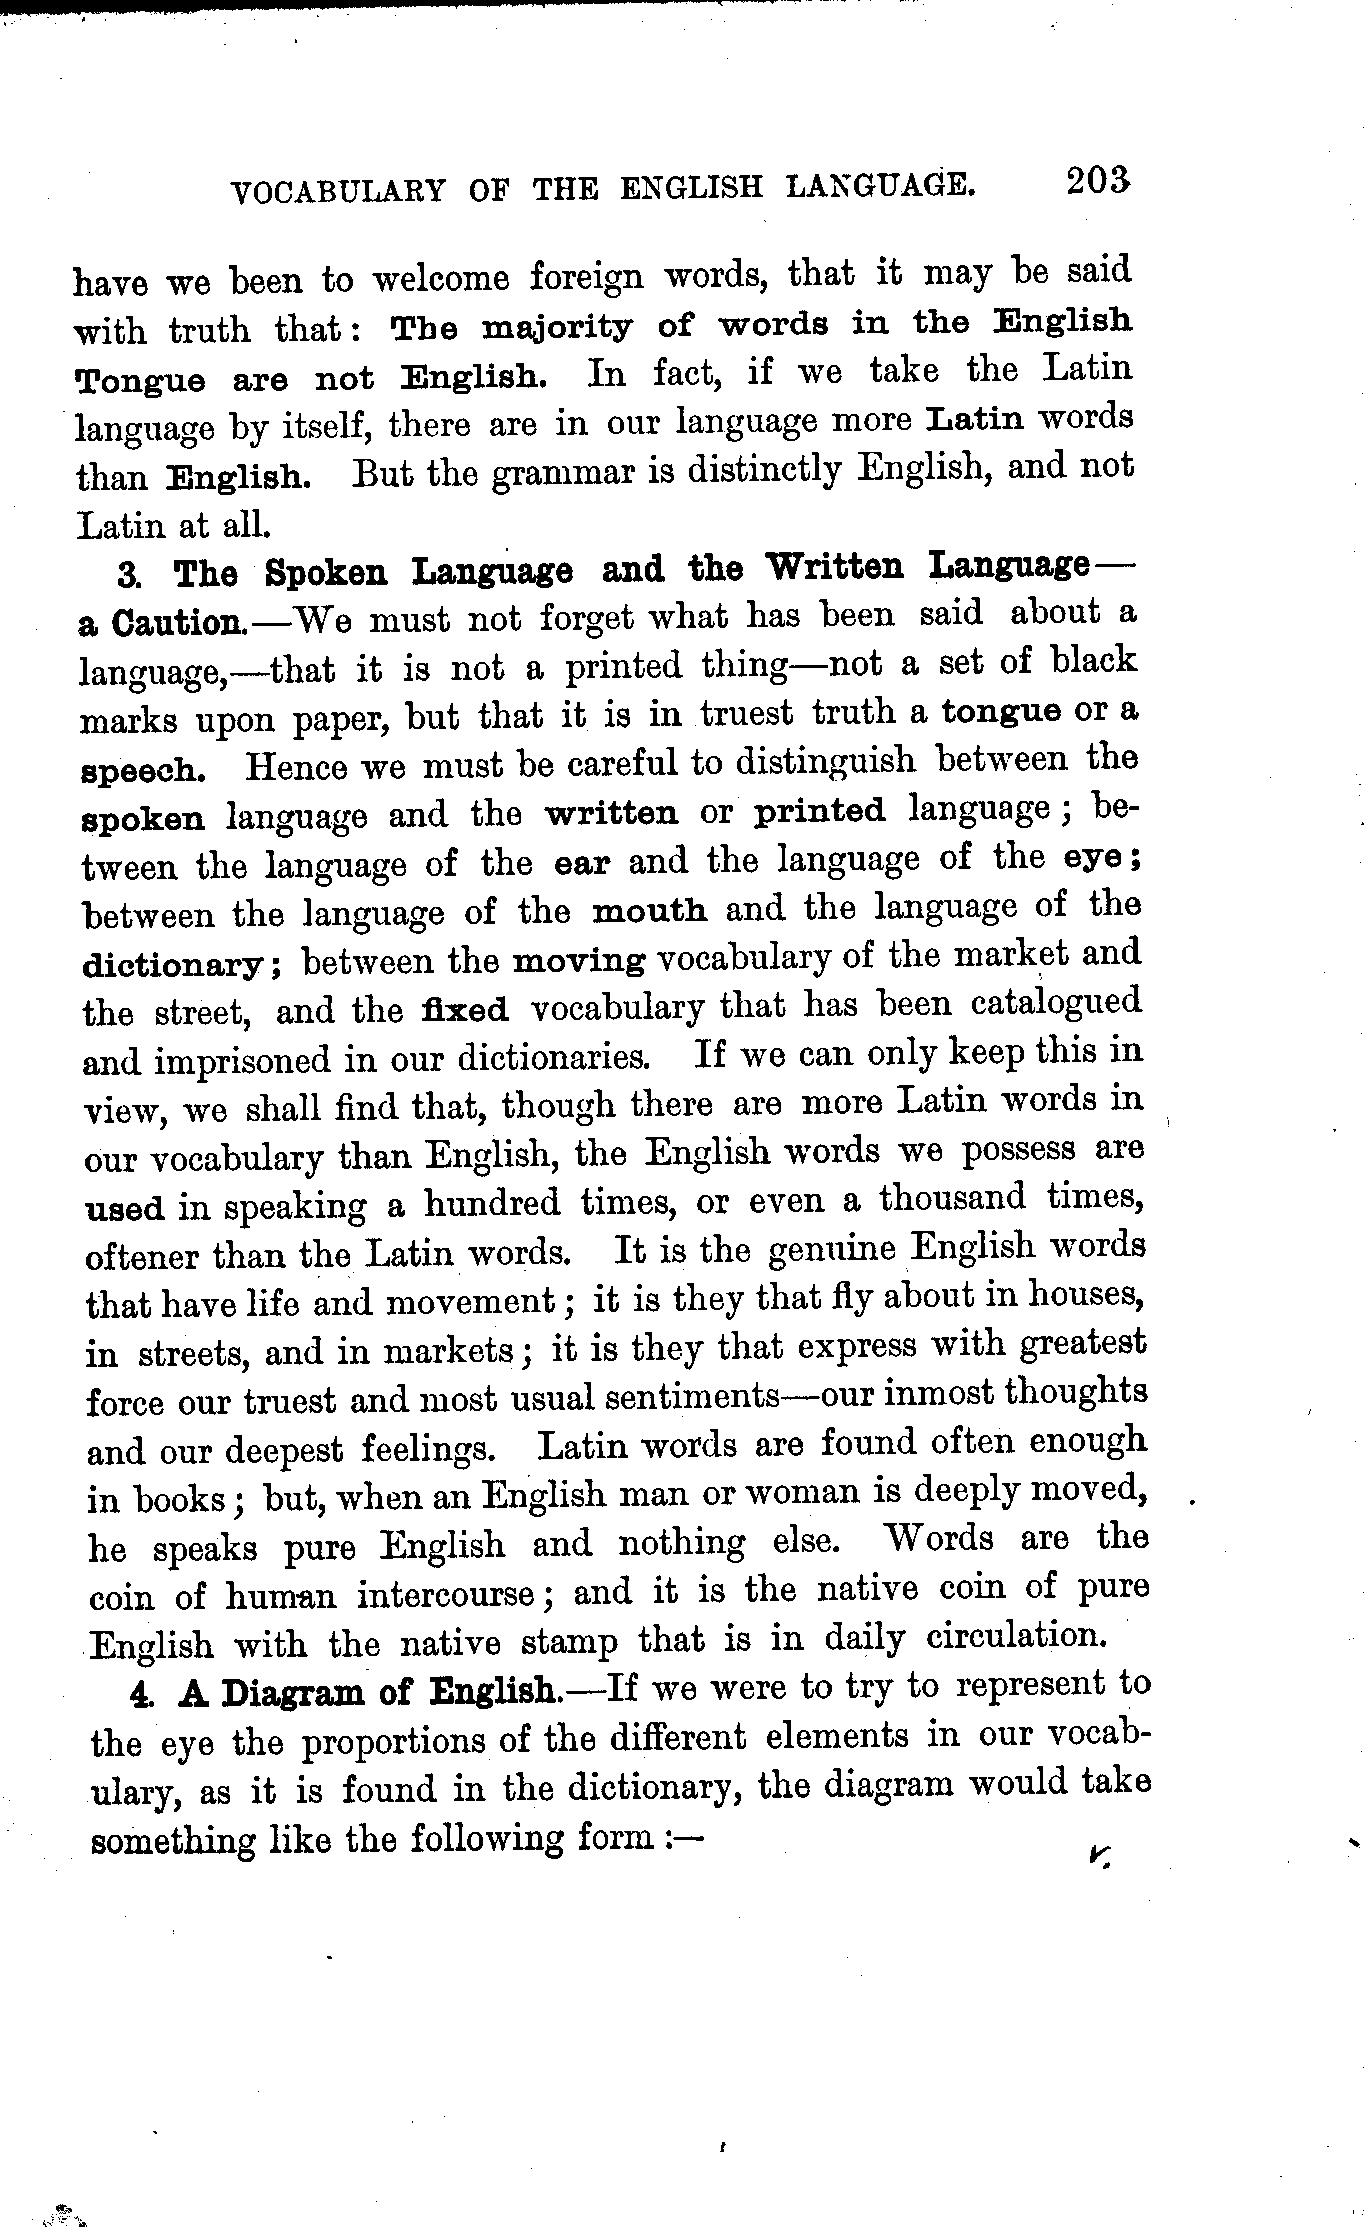 VOCABULARY OF THE ENGLISH LANGUAGE. 203
have we been to welcome foreign words, that it may be said
with truth that: The majority of words in the English
Tongue are not English. In fact, if we take the Latin
language by itself, there are in our language more Latin words
than English. But the grammar is distinctly English, and not
Latin at all.
3. The Spoken Language and the Written Language—
a Caution.—We must not forget what has been said about a
language,—that it is not a printed thing—not a set of black
marks upon paper, but that it is in truest truth a tongue or a
speech. Hence we must be careful to distinguish between the
spoken language and the written or printed language; be-
tween the language of the ear and the language of the eye;
between the language of the mouth and the language of the
dictionary; between the moving vocabulary of the market and
the street, and the fixed vocabulary that has been catalogued
and imprisoned in our dictionaries. If we can only keep this in
view, we shall find that, though there are more Latin words in
our vocabulary than English, the English words we possess are
used in speaking a hundred times, or even a thousand times,
oftener than the Latin words. It is the genuine English words
that have life and movement; it is they that fly about in houses,
in streets, and in markets; it is they that express with greatest
force our truest and most usual sentiments—our inmost thoughts
and our deepest feelings. Latin words are found often enough
in books; but, when an English man or woman is deeply moved,
he speaks pure English and nothing else. Words are the
coin of human intercourse; and it is the native coin of pure
English with the native stamp that is in daily circulation.
4. A Diagram of English.—If we were to try to represent to
the eye the proportions of the different elements in our vocab-
ulary, as it is found in the dictionary, the diagram would take
something like the following form:—